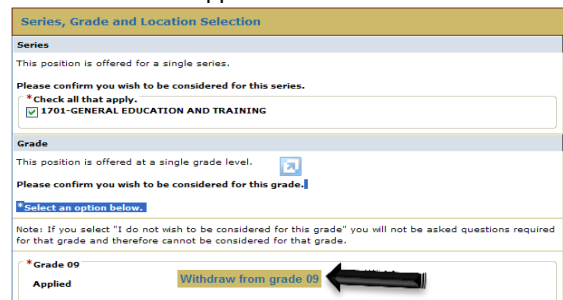 Series, Grade and Location Selection
Series
This position is offered for a single series.
Please confirm you wish to be considered for this series.
*Check all that apply.
1701-GENERAL EDUCATION AND TRAINING
Grade
This position is offered at a single grade level.
Please confirm you wish to be considered for this grade.
*Select an option below.
Note: If you select "I do not wish to be considered for this grade" you will not be asked questions required
for that grade and therefore cannot be considered for that grade.
*Grade 09
Applied Withdraw from grade 09